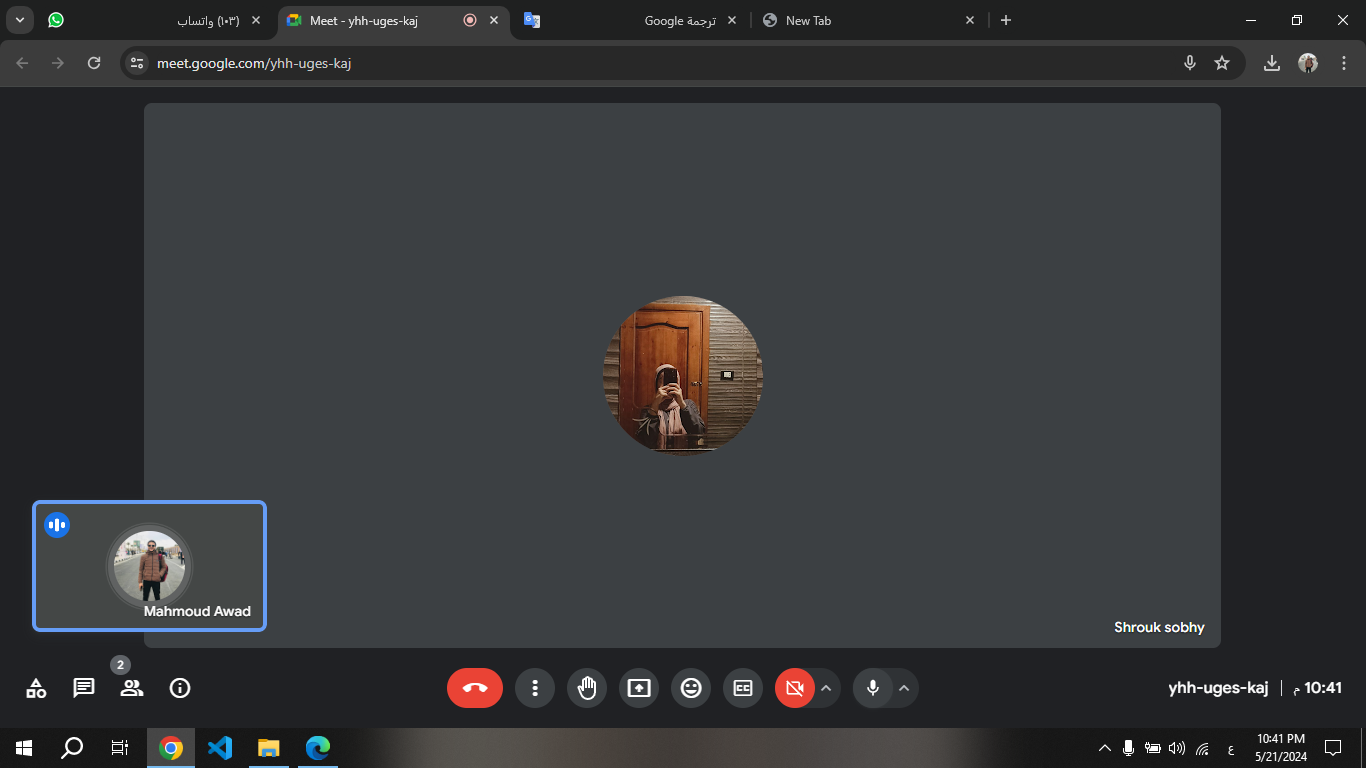 (١٠٣) واتساب
Meet - yhh-uges-kaj
ترجمة Google
New Tab
meet.google.com/yhh-uges-kaj
Mahmoud Awad
Shrouk sobhy
2
CC
yhh-uges-kaj
10:41 م
ع
10:41 PM
5/21/2024